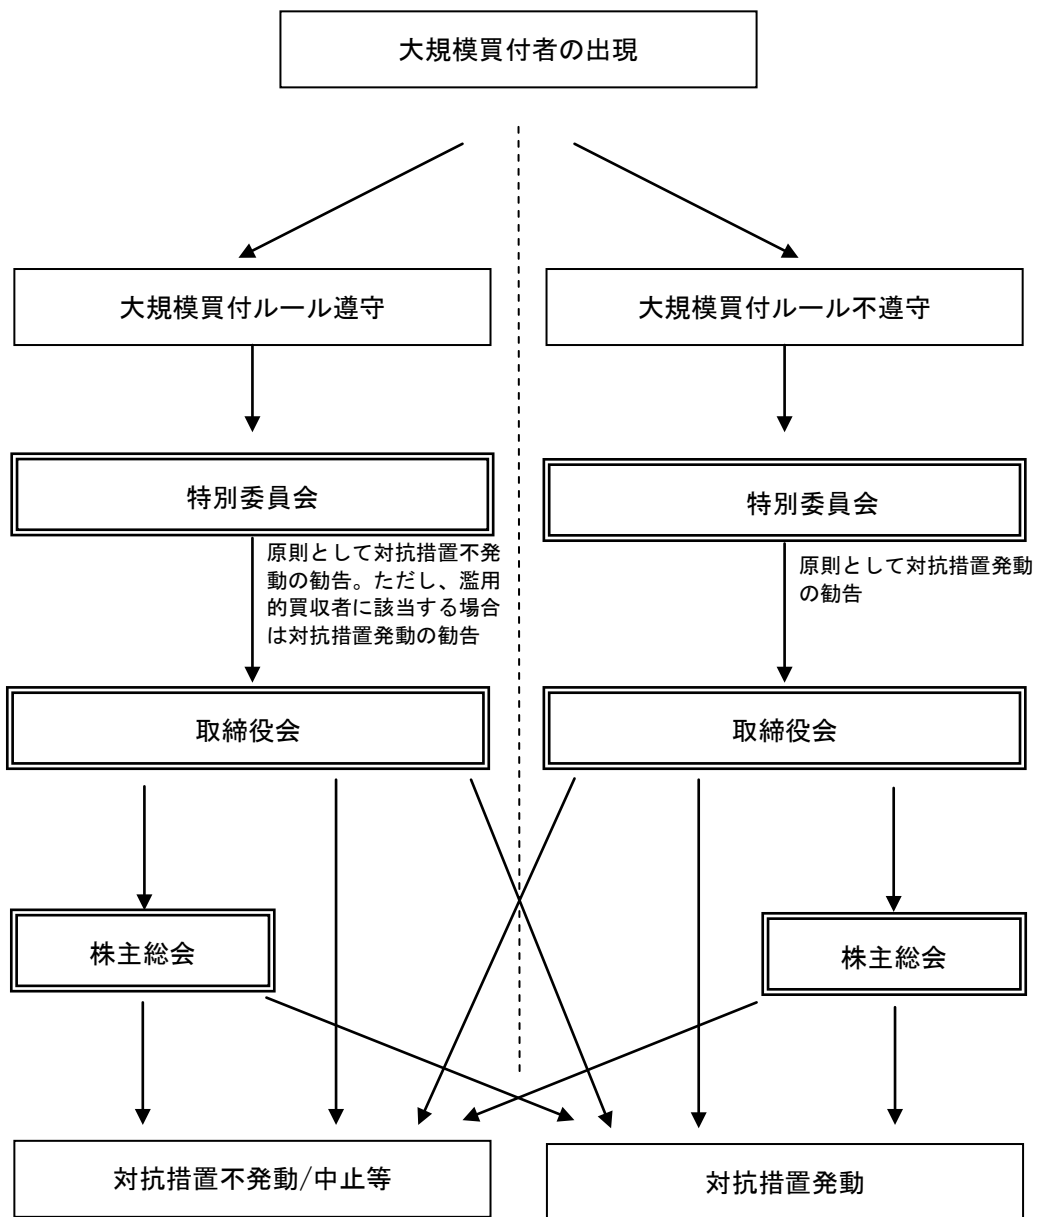 大規模買付者の出現
大規模買付ルール遵守
大規模買付ルール不遵守
特別委員会
特別委員会
原則として対抗措置不発
動の勧告。ただし、濫用
的買収者に該当する場合
は対抗措置発動の勧告
原則として対抗措置発動
の勧告
取締役会
取締役会
株主総会
株主総会
対抗措置不発動/中止等
対抗措置発動